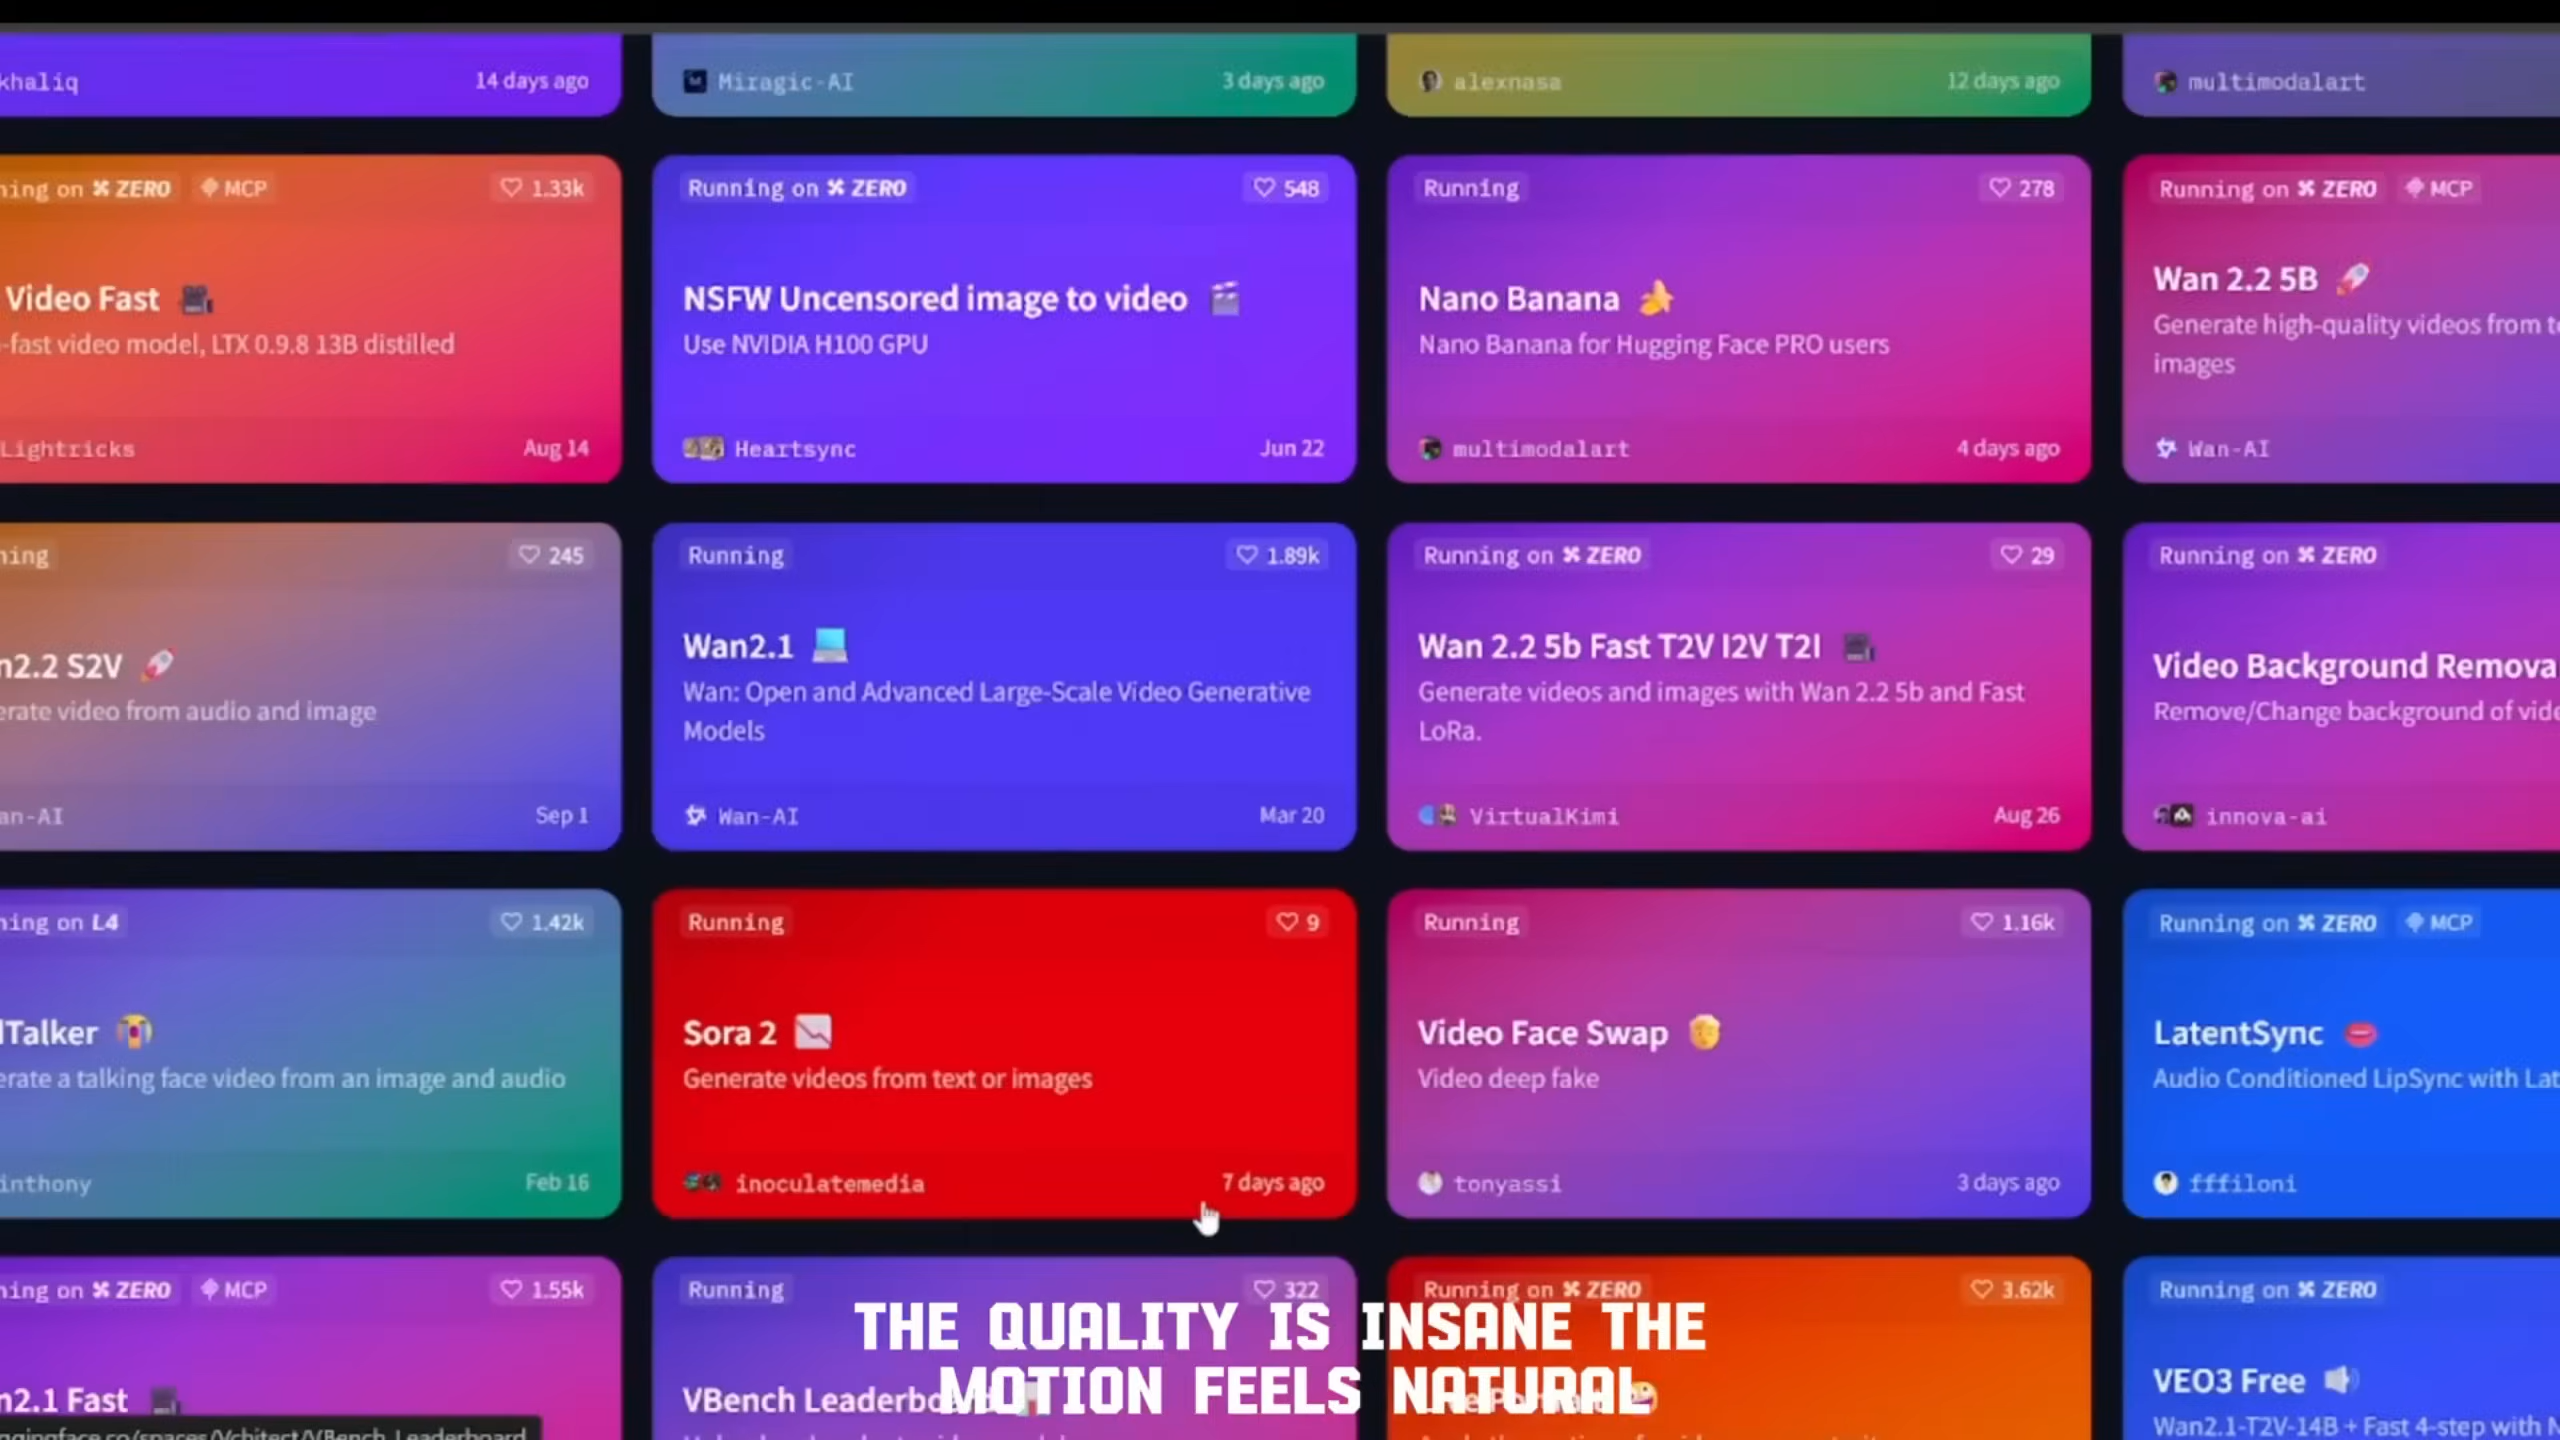 khaliq 14 days ago
Miragic-AI 3 days ago
alexnasa 12 days ago
multimodalart
ning on ZERO MCP 1.33k
Video Fast
-fast video model, LTX 0.9.8 13B distilled
Lightricks Aug 14
Running on ZERO 548
NSFW Uncensored image to video
Use NVIDIA H100 GPU
Heartsync Jun 22
Running 278
Nano Banana
Nano Banana for Hugging Face PRO users
multimodalart 4 days ago
Running on ZERO MCP
Wan 2.2 5B
Generate high-quality videos from
images
Wan-AI
ning 245
n2.2 S2V
erate video from audio and image
an-AI Sep 1
Running 1.89k
Wan2.1
Wan: Open and Advanced Large-Scale Video Generative
Models
Wan-AI Mar 20
Running on ZERO 29
Wan 2.2 5b Fast T2V I2V T2I
Generate videos and images with Wan 2.2 5b and Fast
LoRa.
VirtualKimi Aug 26
Running on ZERO
Video Background Remova
Remove/Change background of vide
innova-ai
ning on L4 1.42k
lTalker
erate a talking face video from an image and audio
inthony Feb 16
Running 9
Sora 2
Generate videos from text or images
inoculatemedia 7 days ago
Running 1.16k
Video Face Swap
Video deep fake
tonyassi 3 days ago
Running on ZERO MCP
LatentSync
Audio Conditioned LipSync with Lat
fffiloni
ning on ZERO MCP 1.55k
n2.1 Fast
Running 322
VBench Leaderbo
Running on ZERO 3.62k
Running on ZERO
VEO3 Free
Wan2.1-T2V-14B + Fast 4-step with
THE QUALITY IS INSANE THE
MOTION FEELS NATURAL
ggingface.co/spaces/Vchitect/VBench_Leaderboard